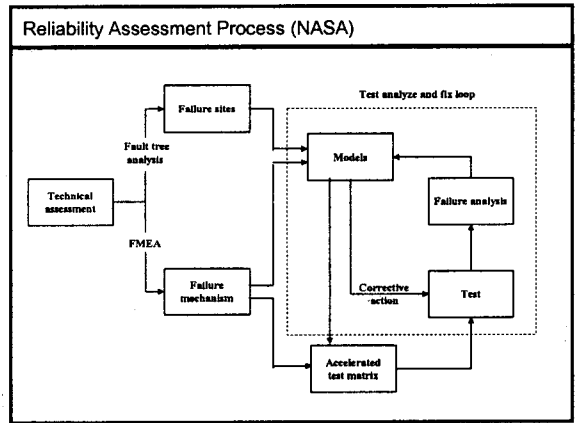 Reliability Assessment Process (NASA)
Test analyze and fix loop
Failure sites
Fault tree
analysis
Models
Technical
assessment
Failure analysis
FMEA
Failure
mechanism
Corrective
action
Test
Accelerated
test matrix